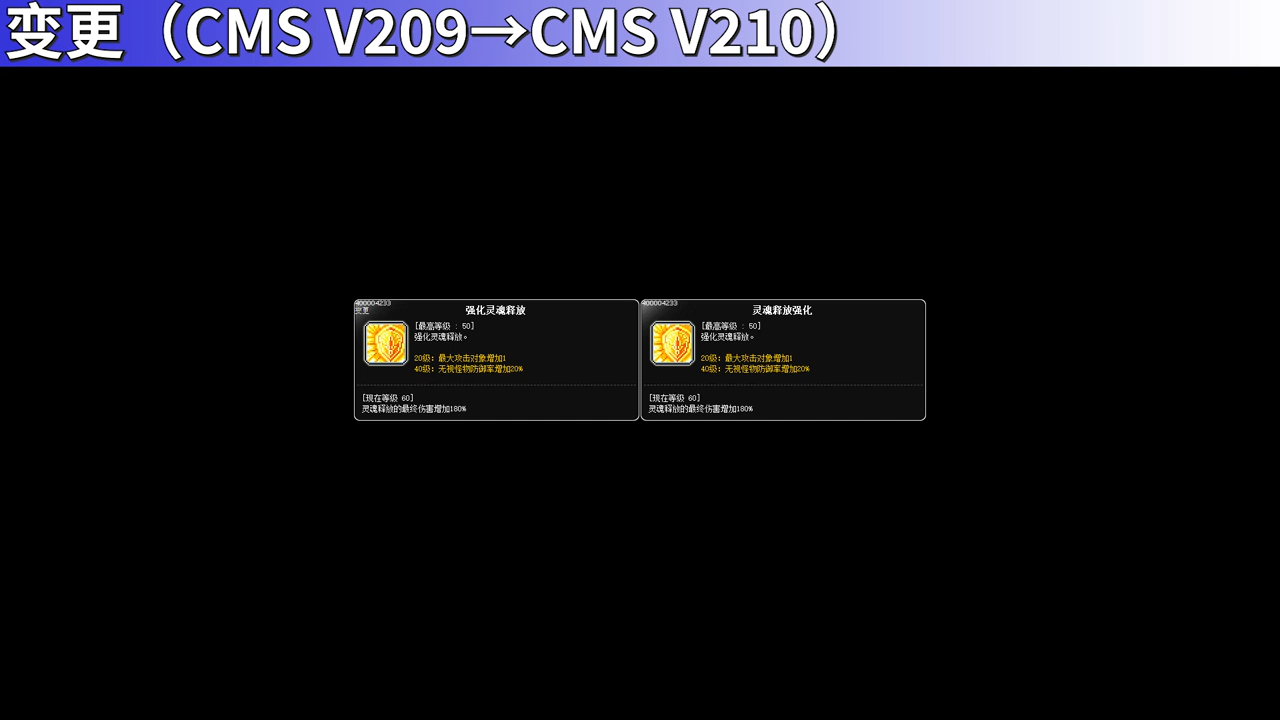 变更（CMS V209→CMS V210）
400004233
变更
强化灵魂释放
[最高等级 : 50]
强化灵魂释放。
20级: 最大攻击对象增加1
40级: 无视怪物防御率增加20%
[现在等级 60]
灵魂释放的最终伤害增加180%
400004233
灵魂释放强化
[最高等级 : 50]
强化灵魂释放。
20级: 最大攻击对象增加1
40级: 无视怪物防御率增加20%
[现在等级 60]
灵魂释放的最终伤害增加180%